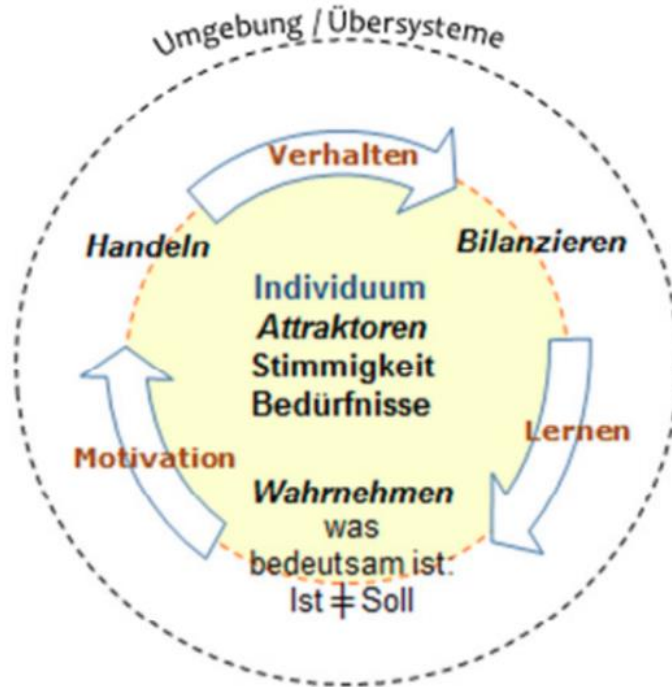 Umgebung / Übersysteme
Verhalten
Handeln
Bilanzieren
Individuum
Attraktoren
Stimmigkeit
Bedürfnisse
Motivation
Lernen
Wahrnehmen
was
bedeutsam ist:
Ist ǂ Soll